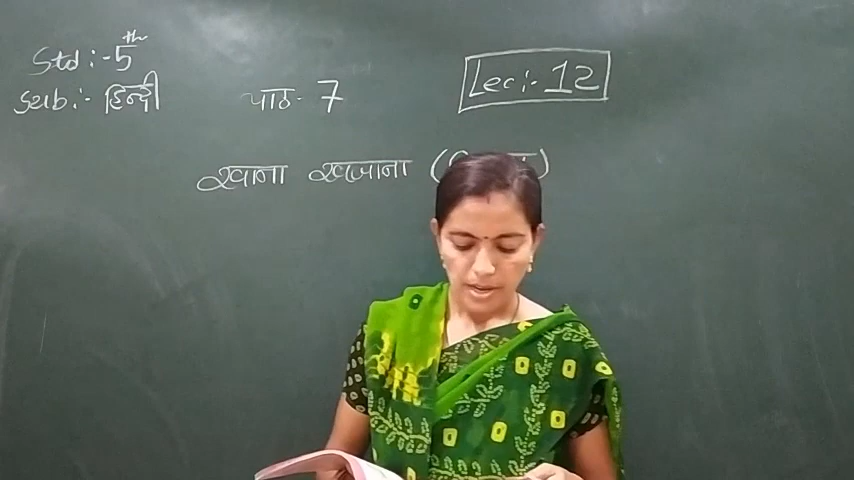 Std :- 5th
Sub :- हिन्दी
पाठ - 7
Lec :- 12
खाना खजाना